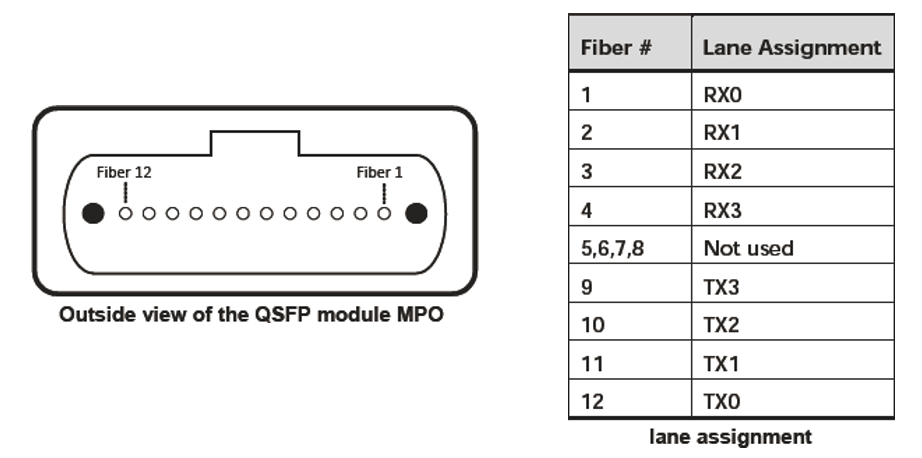 Fiber 12 Fiber 1
Outside view of the QSFP module MPO
Fiber # Lane Assignment
1 RX0
2 RX1
3 RX2
4 RX3
5,6,7,8 Not used
9 TX3
10 TX2
11 TX1
12 TX0
lane assignment